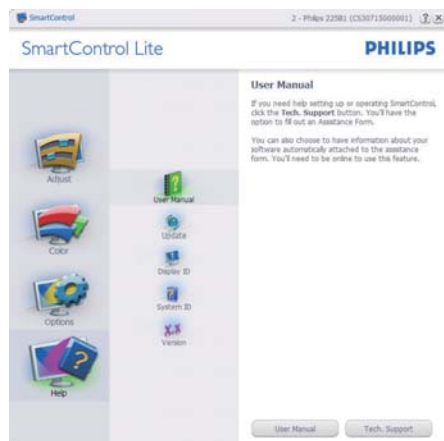 SmartControl
2 - Philips 225B1 (CS30715000001)
SmartControl Lite
PHILIPS
User Manual
If you need help setting up or operating SmartControl,
click the Tech. Support button. You'll have the
option to fill out an Assistance Form.
You can also choose to have information about your
software automatically attached to the assistance
form. You'll need to be online to use this feature.
Adjust
Color
Options
Help
User Manual
Update
Display ID
System ID
X.X
Version
User Manual
Tech. Support